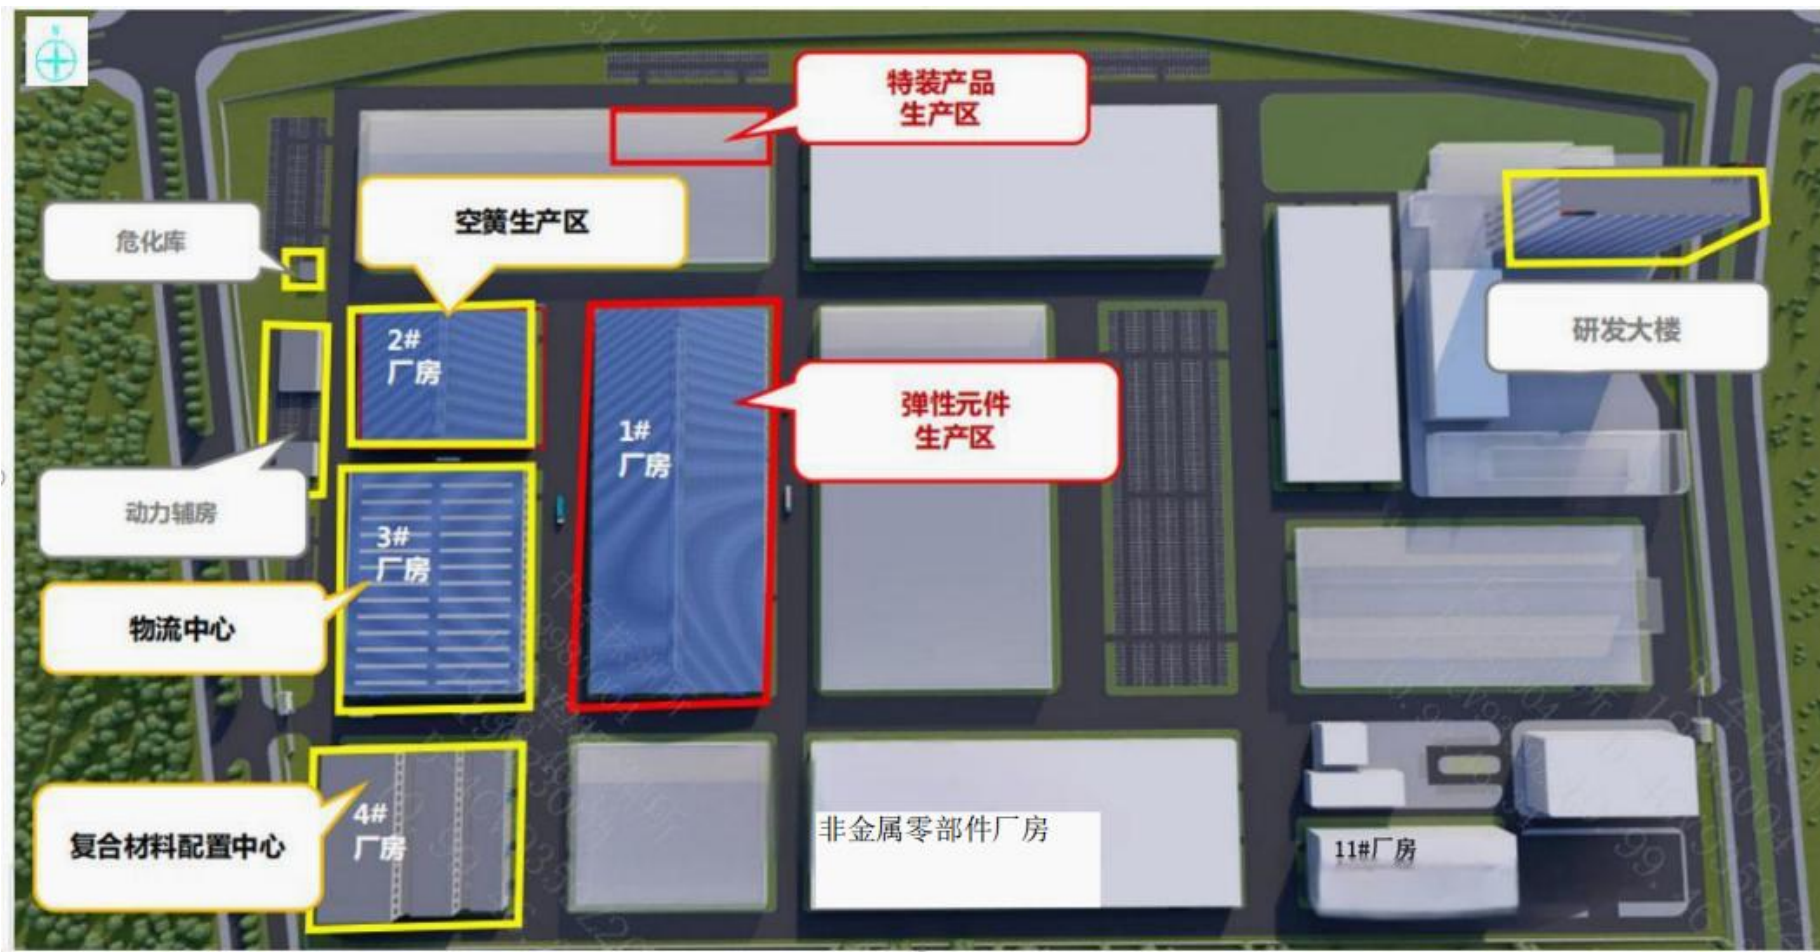 N
特装产品
生产区
空簧生产区
危化库
研发大楼
2#
厂房
弹性元件
生产区
1#
厂房
动力辅房
3#
厂房
物流中心
4#
厂房
复合材料配置中心
非金属零部件厂房
11#厂房